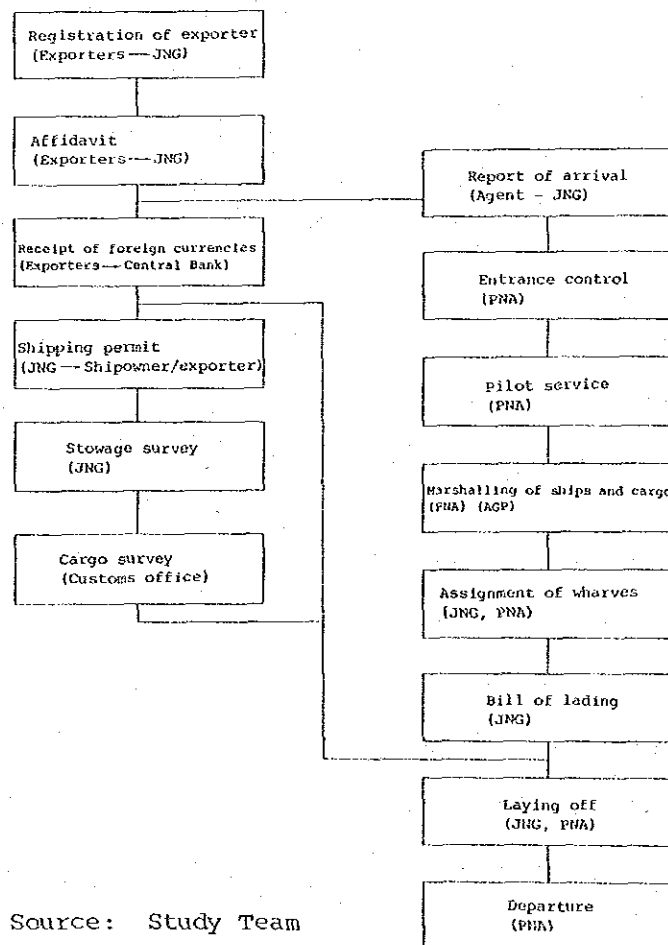 Registration of exporter
(Exporters — JNG)
Affidavit
(Exporters — JNG)
Receipt of foreign currencies
(Exporters — Central Bank)
Shipping permit
(JNG — Shipowner/exporter)
Stowage survey
(JNG)
Cargo survey
(Customs office)
Report of arrival
(Agent - JNG)
Entrance control
(PNA)
Pilot service
(PNA)
Marshalling of ships and cargo
(PNA) (AGP)
Assignment of wharves
(JNG, PNA)
Bill of lading
(JNG)
Laying off
(JNG, PNA)
Departure
(PNA)
Source: Study Team